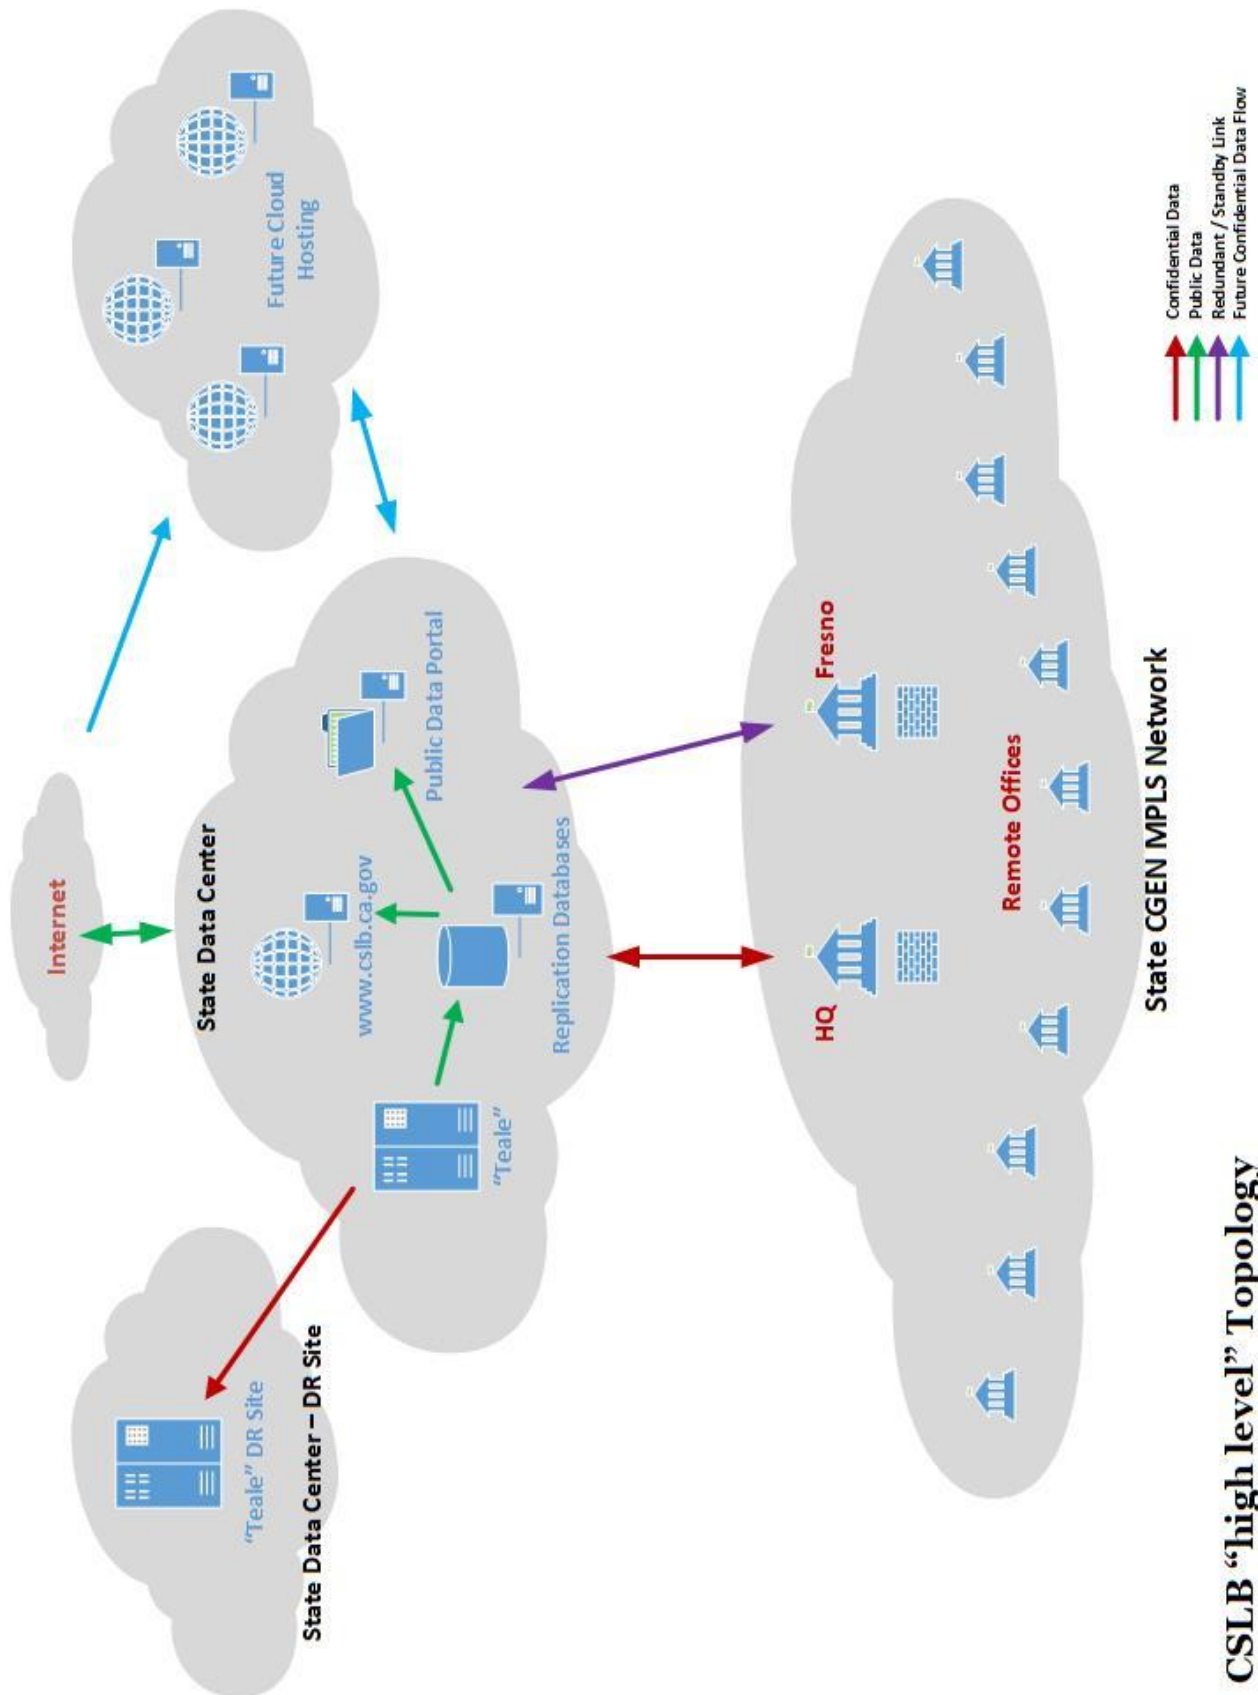 CSLB “high level” Topology
“Teale” DR Site
State Data Center – DR Site
Internet
State Data Center
www.cslb.ca.gov
Public Data Portal
“Teale”
Replication Databases
Future Cloud
Hosting
HQ
Fresno
Remote Offices
State CGEN MPLS Network
Confidential Data
Public Data
Redundant / Standby Link
Future Confidential Data Flow